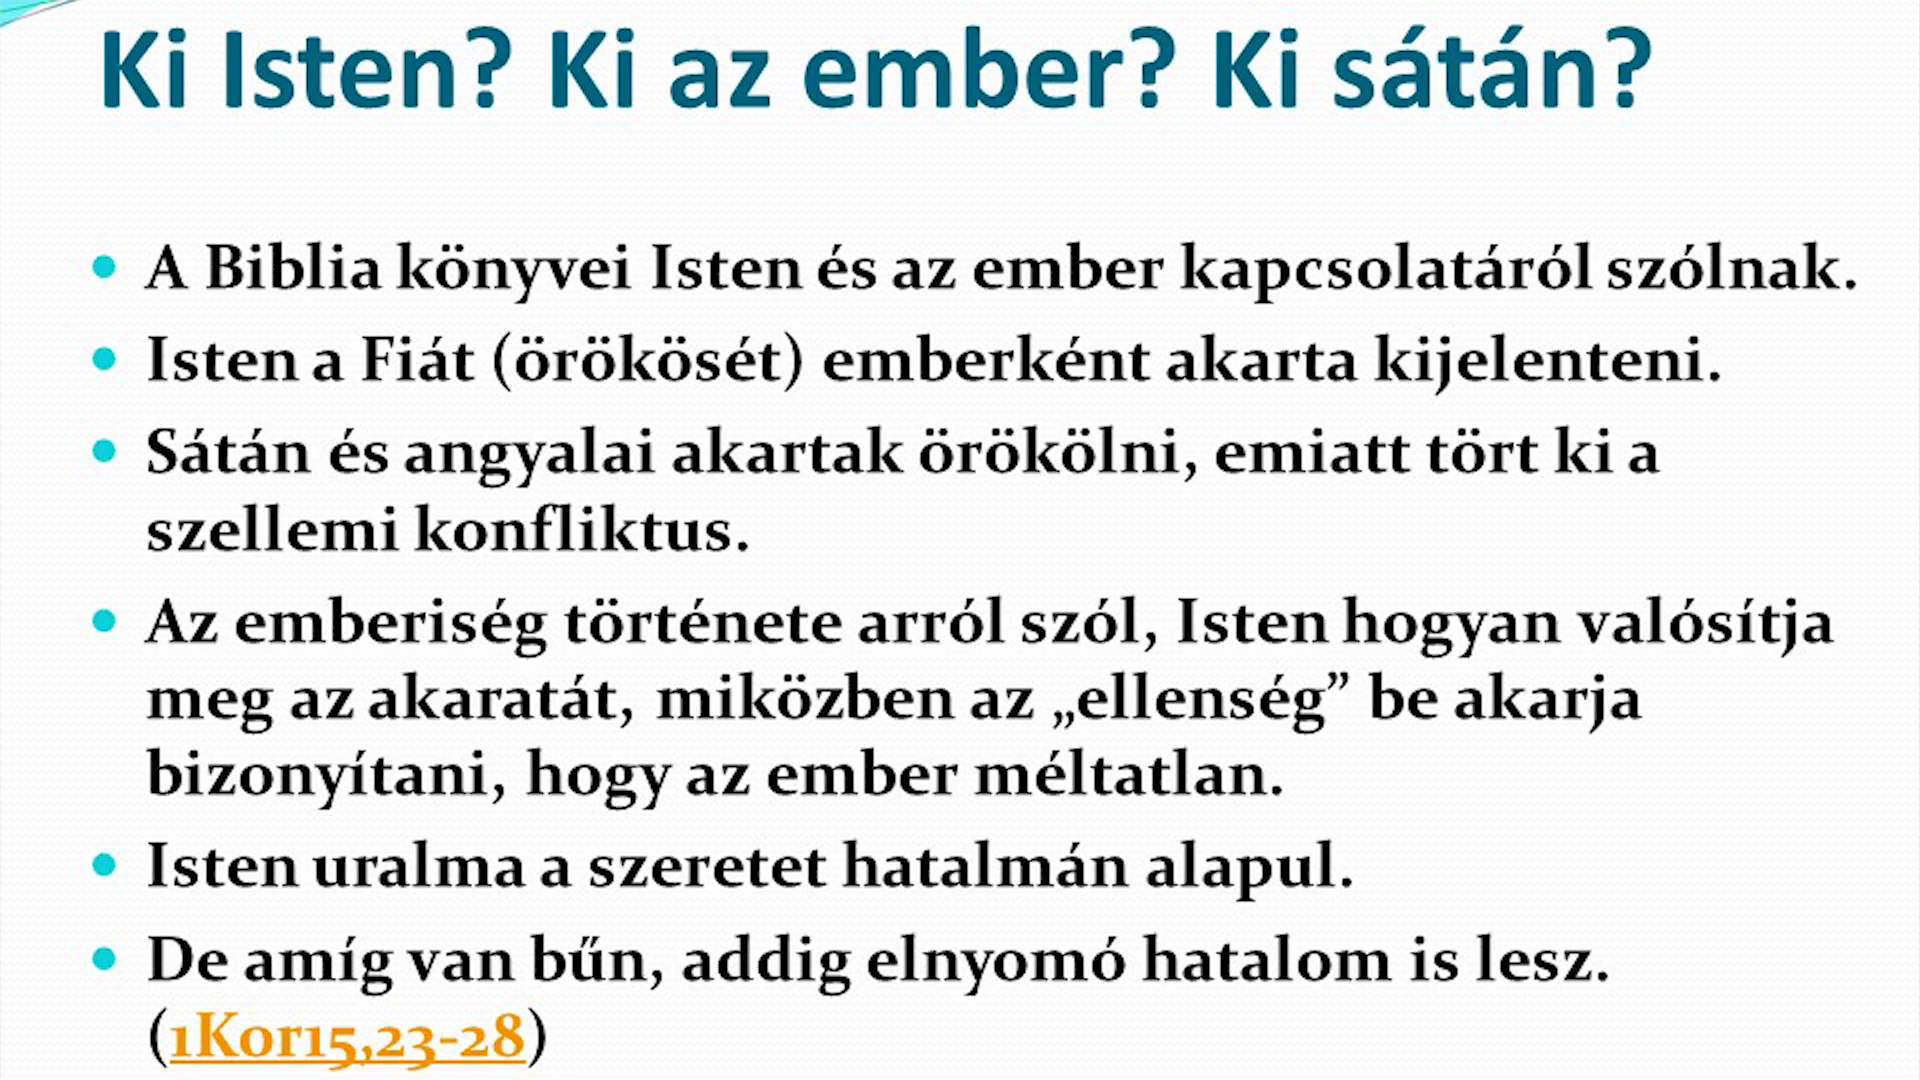 Ki Isten? Ki az ember? Ki sátán?
• A Biblia könyvei Isten és az ember kapcsolatáról szólnak.
• Isten a Fiát (örökösét) emberként akarta kijelenteni.
• Sátán és angyalai akartak örökölni, emiatt tört ki a
szellemi konfliktus.
• Az emberiség története arról szól, Isten hogyan valósítja
meg az akaratát, miközben az „ellenség” be akarja
bizonyítani, hogy az ember méltatlan.
• Isten uralma a szeretet hatalmán alapul.
• De amíg van bűn, addig elnyomó hatalom is lesz.
(1Kor15,23-28)